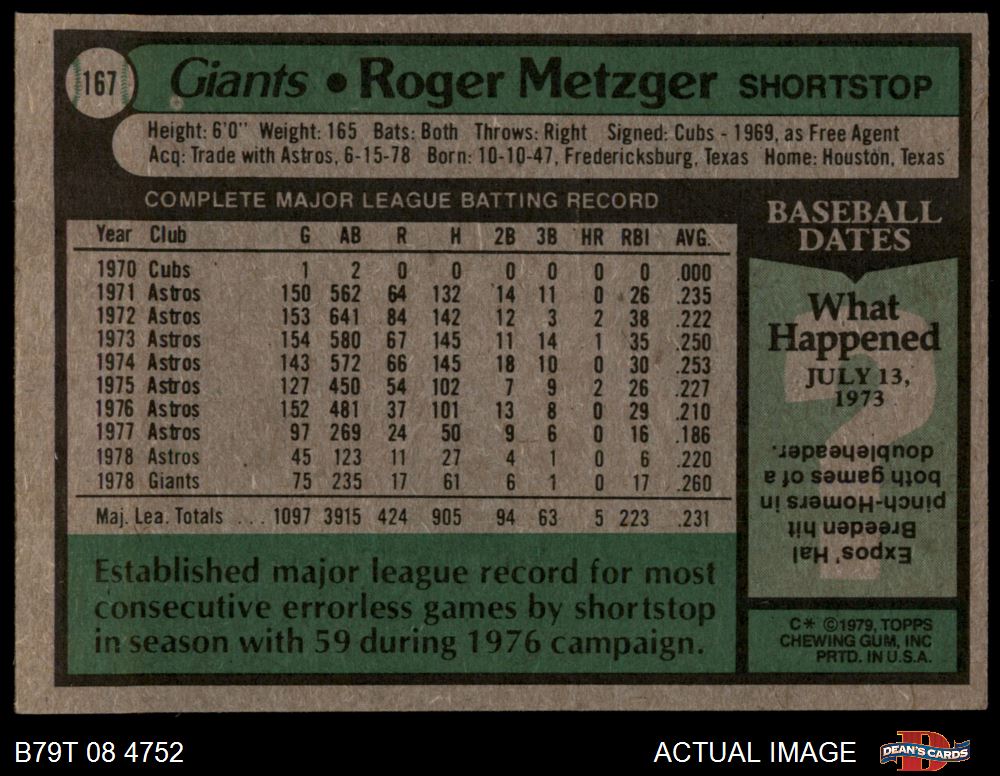 167 Giants • Roger Metzger SHORTSTOP
Height: 6'0" Weight: 165 Bats: Both Throws: Right Signed: Cubs - 1969, as Free Agent
Acq: Trade with Astros, 6-15-78 Born: 10-10-47, Fredericksburg, Texas Home: Houston, Texas
COMPLETE MAJOR LEAGUE BATTING RECORD
Year Club G AB R H 2B 3B HR RBI AVG.
1970 Cubs 1 2 0 0 0 0 0 0 .000
1971 Astros 150 562 64 132 14 11 0 26 .235
1972 Astros 153 641 84 142 12 3 2 38 .222
1973 Astros 154 580 67 145 11 14 1 35 .250
1974 Astros 143 572 66 145 18 10 0 30 .253
1975 Astros 127 450 54 102 7 9 2 26 .227
1976 Astros 152 481 37 101 13 8 0 29 .210
1977 Astros 97 269 24 50 9 6 0 16 .186
1978 Astros 45 123 11 27 4 1 0 6 .220
1978 Giants 75 235 17 61 6 1 0 17 .260
Maj. Lea. Totals ... 1097 3915 424 905 94 63 5 223 .231
Established major league record for most
consecutive errorless games by shortstop
in season with 59 during 1976 campaign.
BASEBALL
DATES
What
Happened
JULY 13,
1973
Expos' Hal
Breeden hit
pinch-Homers in
both games of a
doubleheader.
C* ©1979, TOPPS
CHEWING GUM, INC
PRTD. IN U.S.A.
B79T 08 4752
ACTUAL IMAGE
D
DEAN'S CARDS